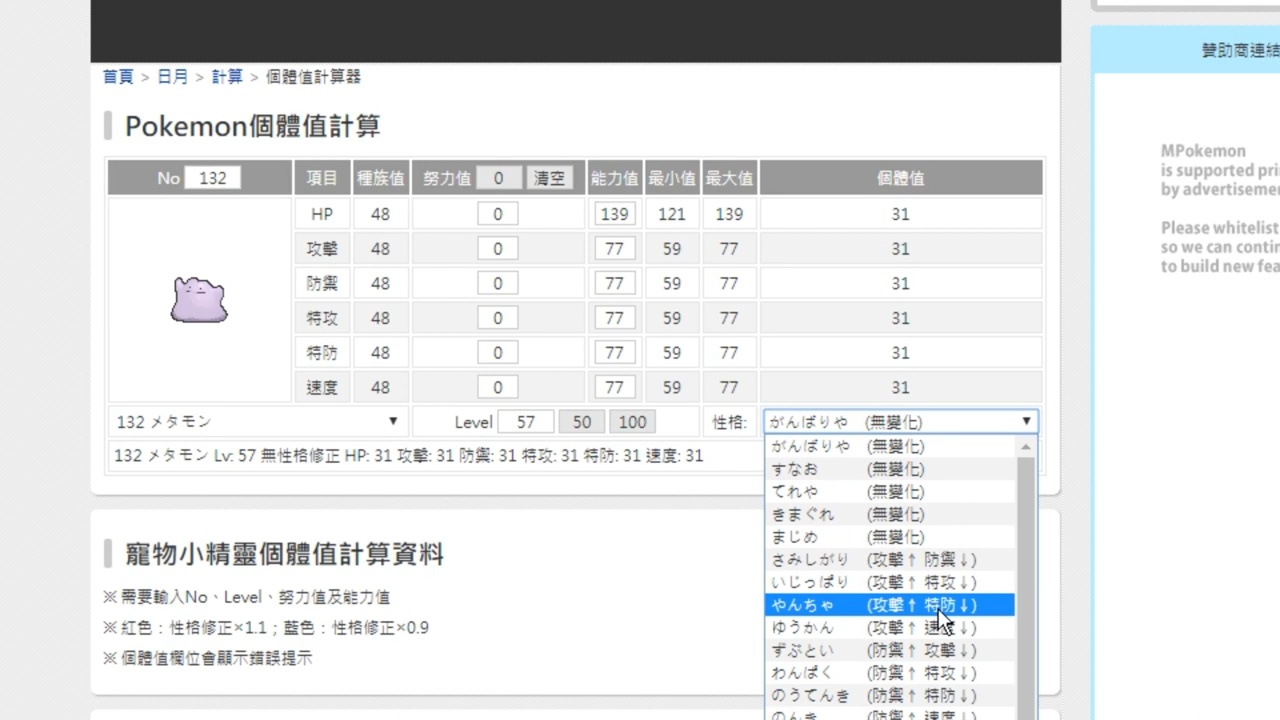 首頁 > 日月 > 計算 > 個體值計算器
贊助商連結
Pokemon個體值計算
No 132 項目 種族值 努力值 0 清空 能力值 最小值 最大值 個體值
HP 48 0 139 121 139 31
攻擊 48 0 77 59 77 31
防禦 48 0 77 59 77 31
特攻 48 0 77 59 77 31
特防 48 0 77 59 77 31
速度 48 0 77 59 77 31
132 メタモン ▼ Level 57 50 100 性格: がんばりや (無變化) ▼
132 メタモン Lv: 57 無性格修正 HP: 31 攻擊: 31 防禦: 31 特攻: 31 特防: 31 速度: 31
がんばりや (無變化)
すなお (無變化)
てれや (無變化)
きまぐれ (無變化)
まじめ (無變化)
さみしがり (攻擊↑ 防禦↓)
いじっぱり (攻擊↑ 特攻↓)
やんちゃ (攻擊↑ 特防↓)
ゆうかん (攻擊↑ 速度↓)
ずぶとい (防禦↑ 攻擊↓)
わんぱく (防禦↑ 特攻↓)
のうてんき (防禦↑ 特防↓)
のんき (防禦↑ 速度↓)
寵物小精靈個體值計算資料
※ 需要輸入No、Level、努力值及能力值
※ 紅色：性格修正×1.1；藍色：性格修正×0.9
※ 個體值欄位會顯示錯誤提示
MPokemon
is supported
by
Please whitelist
so we can
to build new